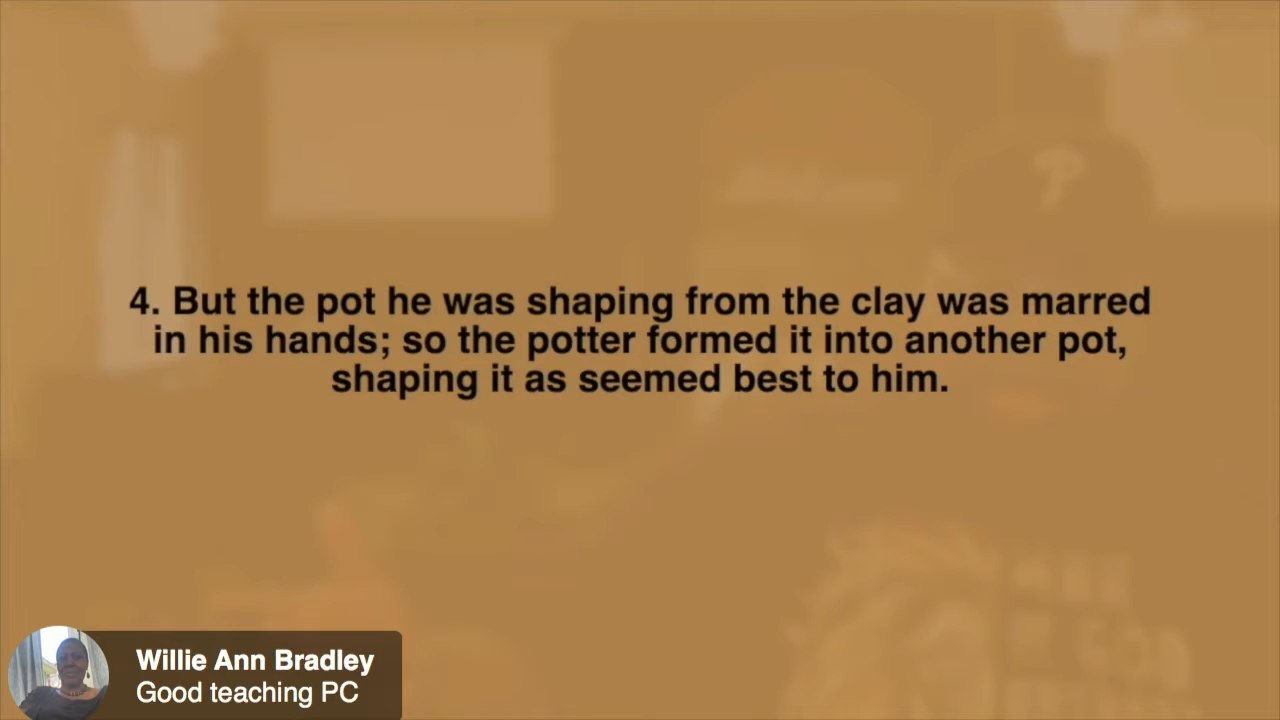 P
4. But the pot he was shaping from the clay was marred
in his hands; so the potter formed it into another pot,
shaping it as seemed best to him.
Willie Ann Bradley
Good teaching PC